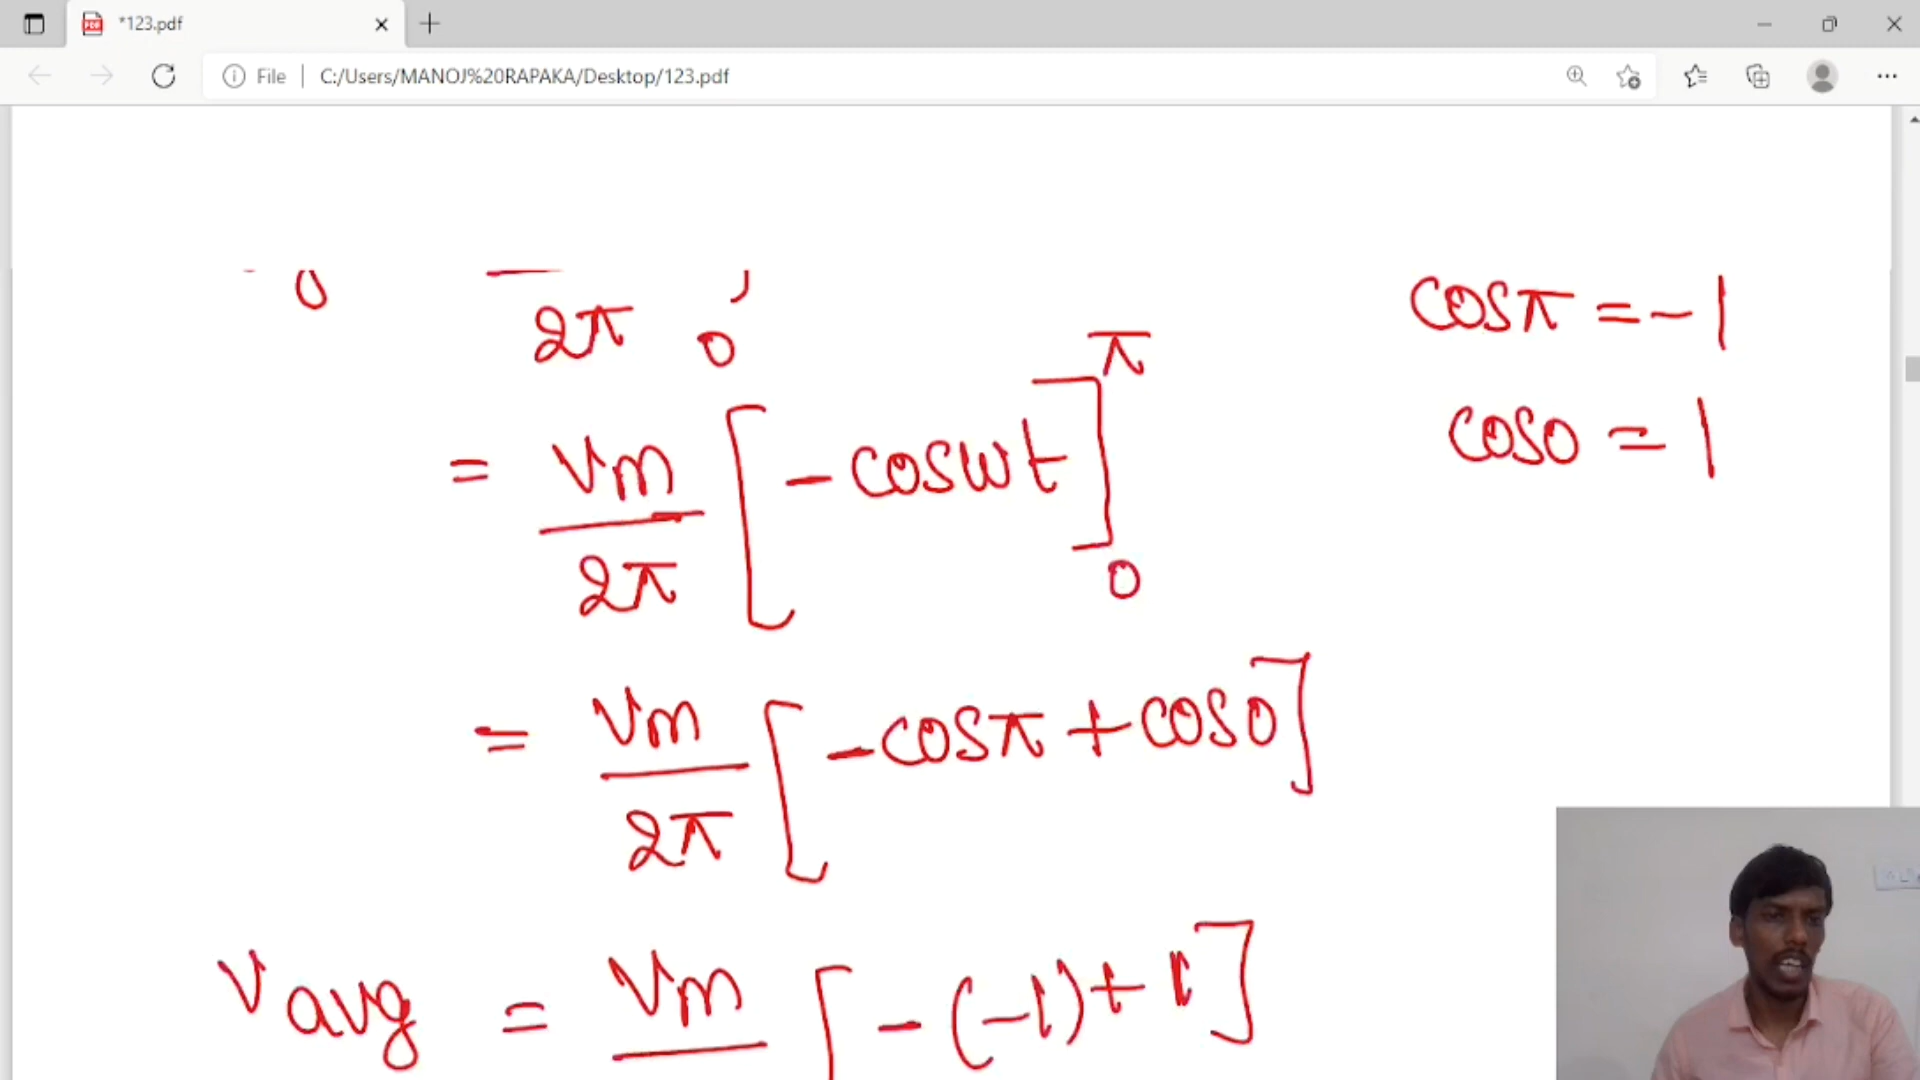 *123.pdf
File | C:/Users/MANOJ%20RAPAKA/Desktop/123.pdf
2π 0
cosπ = -1
= Vm/2π [-coswt]π0
cos0 = 1
= Vm/2π [-cosπ + cos0]
Vavg = Vm [-(-1) + 1]